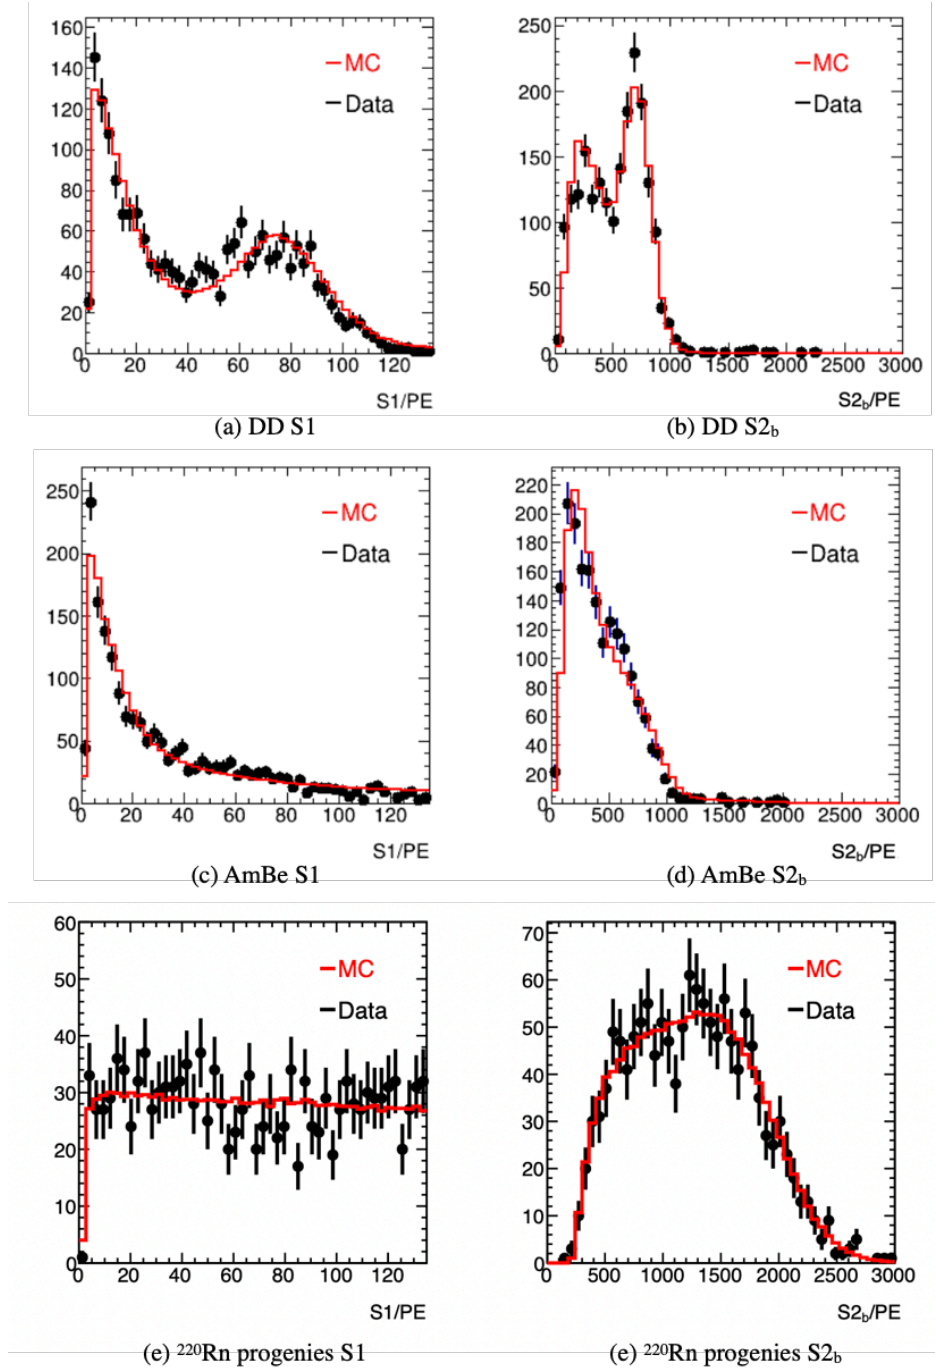 160
140
120
100
80
60
40
20
0
MC
Data
0 20 40 60 80 100 120
S1/PE
(a) DD S1
250
200
150
100
50
0
MC
Data
0 500 1000 1500 2000 2500 3000
S2b/PE
(b) DD S2b
250
200
150
100
50
0
MC
Data
0 20 40 60 80 100 120
S1/PE
(c) AmBe S1
220
200
180
160
140
120
100
80
60
40
20
0
MC
Data
0 500 1000 1500 2000 2500 3000
S2b/PE
(d) AmBe S2b
60
50
40
30
20
10
0
MC
Data
0 20 40 60 80 100 120
S1/PE
(e) ²²⁰Rn progenies S1
70
60
50
40
30
20
10
0
MC
Data
0 500 1000 1500 2000 2500 3000
S2b/PE
(e) ²²⁰Rn progenies S2b